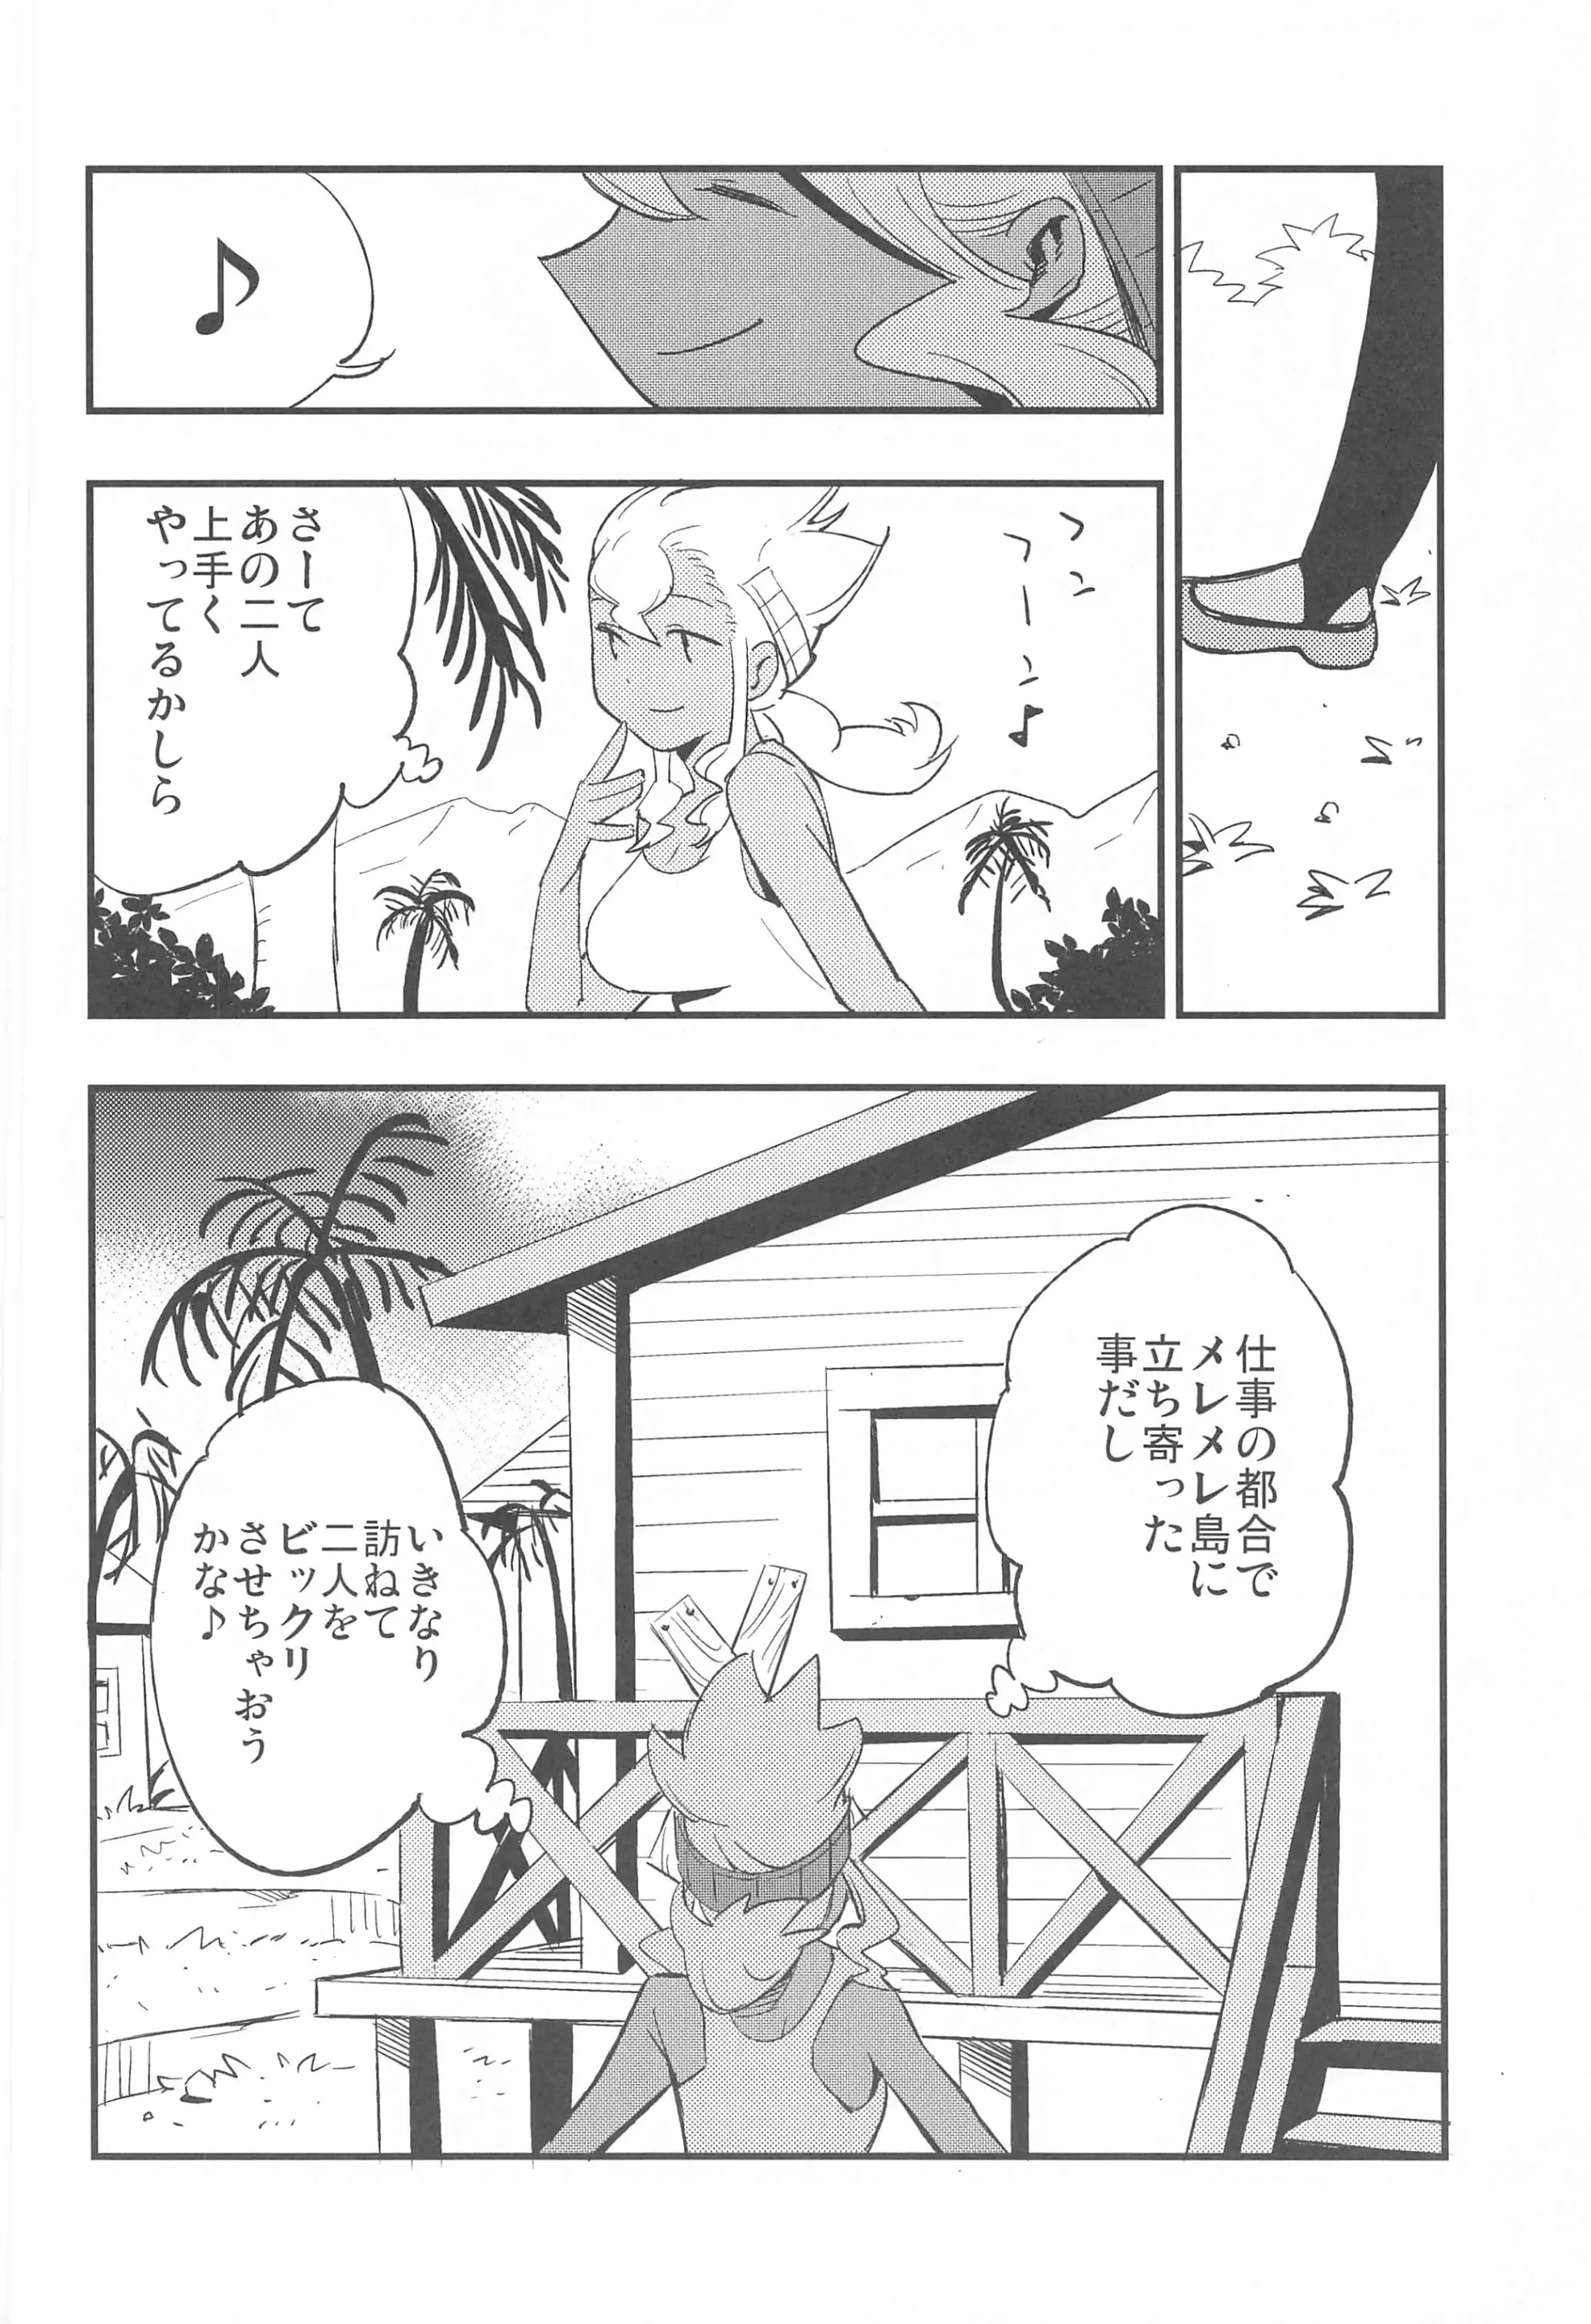 ♪
フン
フーン♪
さーて
あの二人
上手く
やってるかしら
仕事の都合で
メレメレ島に
立ち寄った
事だし
いきなり
訪ねて
二人を
ビックリ
させちゃおう
かな♪